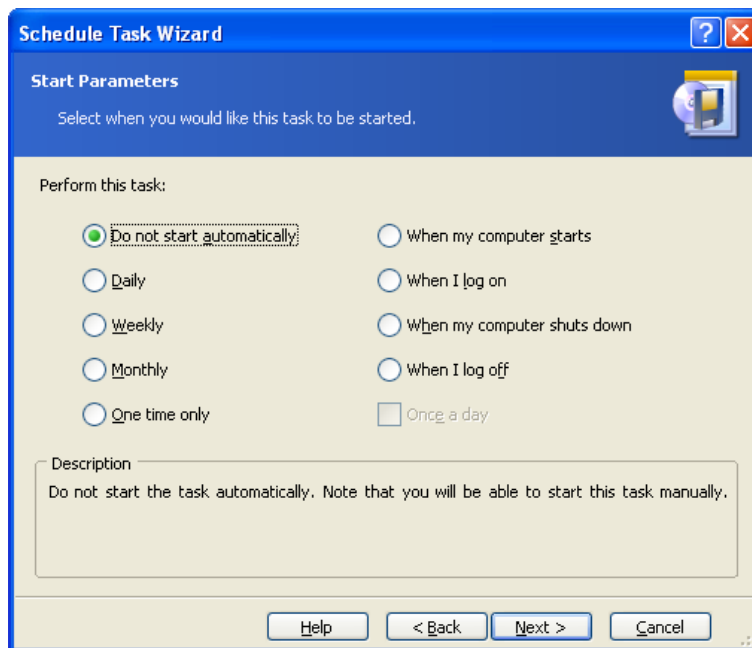 Schedule Task Wizard
Start Parameters
Select when you would like this task to be started.
Perform this task:
Do not start automatically
When my computer starts
Daily
When I log on
Weekly
When my computer shuts down
Monthly
When I log off
One time only
Once a day
Description
Do not start the task automatically. Note that you will be able to start this task manually.
Help
< Back
Next >
Cancel